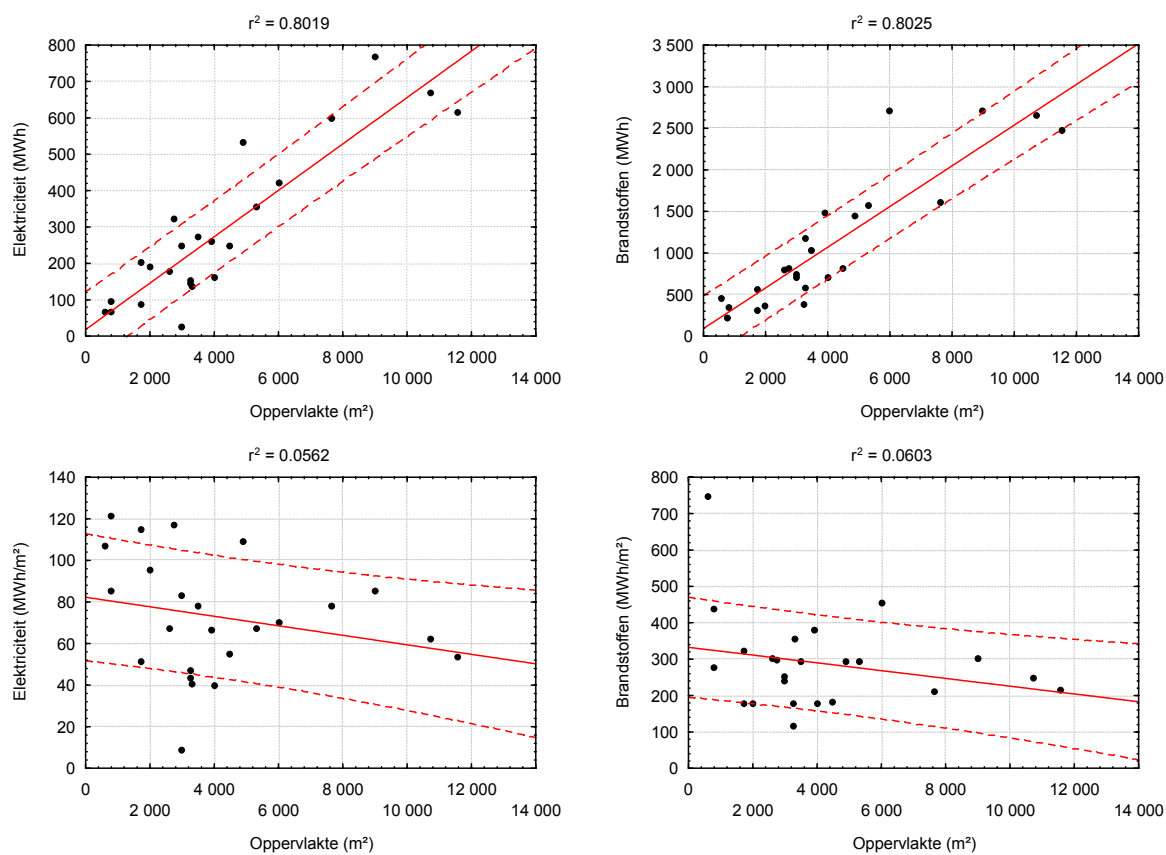 r² = 0.8019
Elektriciteit (MWh)
800
700
600
500
400
300
200
100
0
0 4 000 8 000 12 000
2 000 6 000 10 000 14 000
Oppervlakte (m²)
r² = 0.8025
Brandstoffen (MWh)
3 500
3 000
2 500
2 000
1 500
1 000
500
0
0 4 000 8 000 12 000
2 000 6 000 10 000 14 000
Oppervlakte (m²)
r² = 0.0562
Elektriciteit (MWh/m²)
140
120
100
80
60
40
20
0
0 4 000 8 000 12 000
2 000 6 000 10 000 14 000
Oppervlakte (m²)
r² = 0.0603
Brandstoffen (MWh/m²)
800
700
600
500
400
300
200
100
0
0 4 000 8 000 12 000
2 000 6 000 10 000 14 000
Oppervlakte (m²)